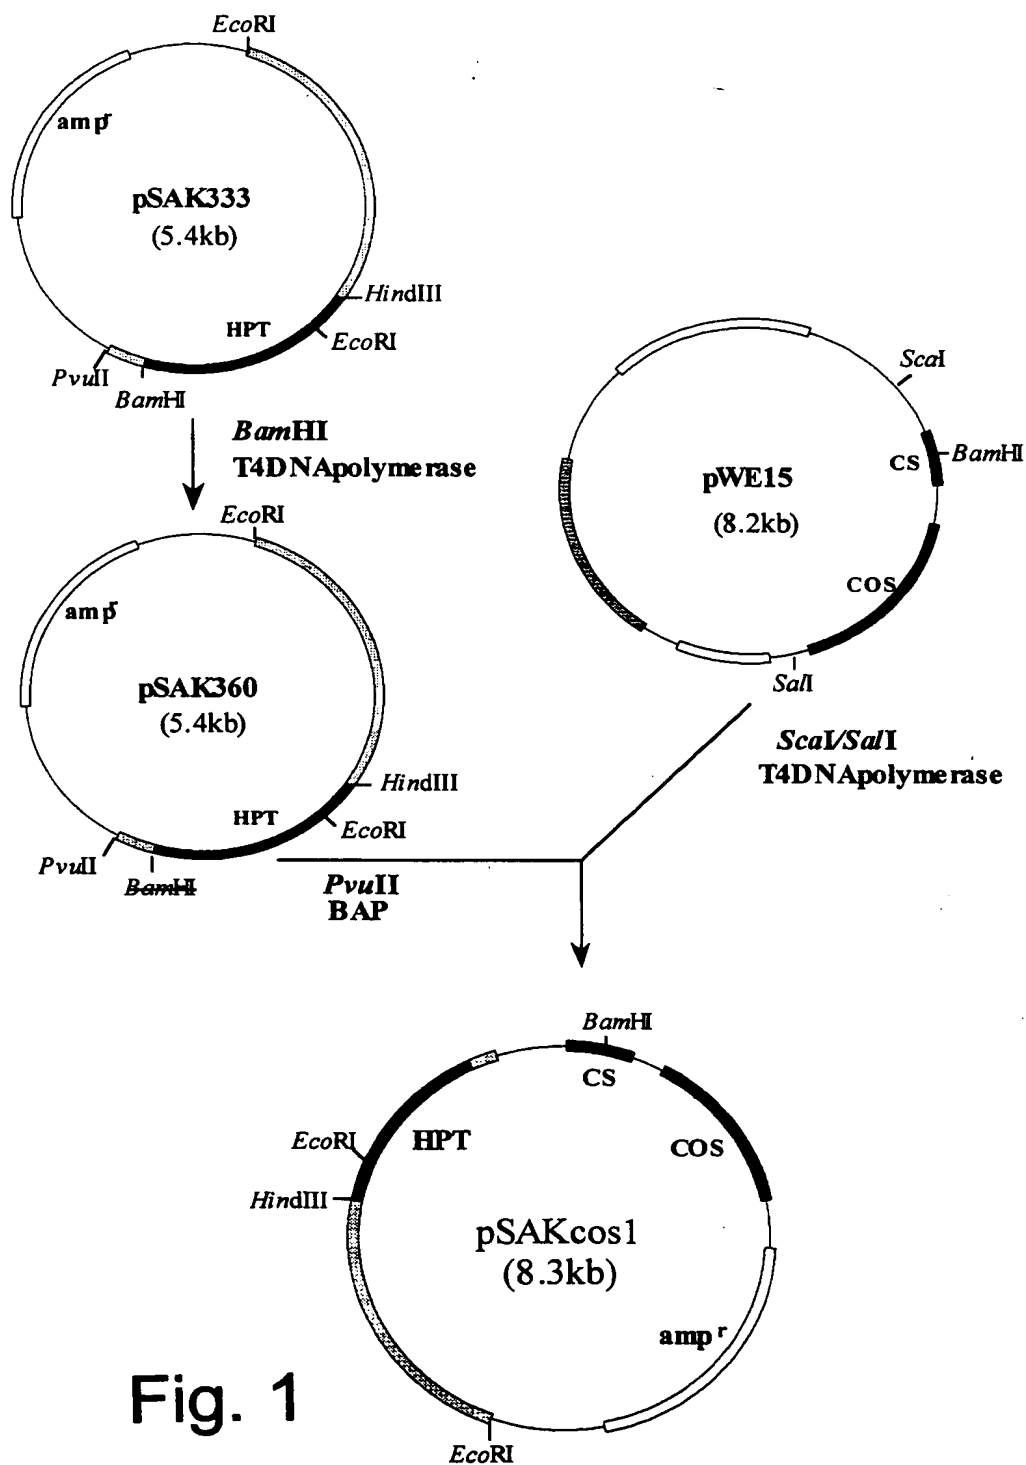 EcoRI
ampr
pSAK333
(5.4kb)
HindIII
HPT
EcoRI
PvuII
BamHI
BamHI
T4DNApolymerase
ScaI
BamHI
CS
pWE15
(8.2kb)
COS
SalI
EcoRI
ampr
pSAK360
(5.4kb)
HindIII
HPT
EcoRI
PvuII
BamHI
ScaI/SalI
T4DNApolymerase
PvuII
BAP
BamHI
CS
EcoRI
HPT
COS
HindIII
pSAKcos1
(8.3kb)
amp r
Fig. 1
EcoRI